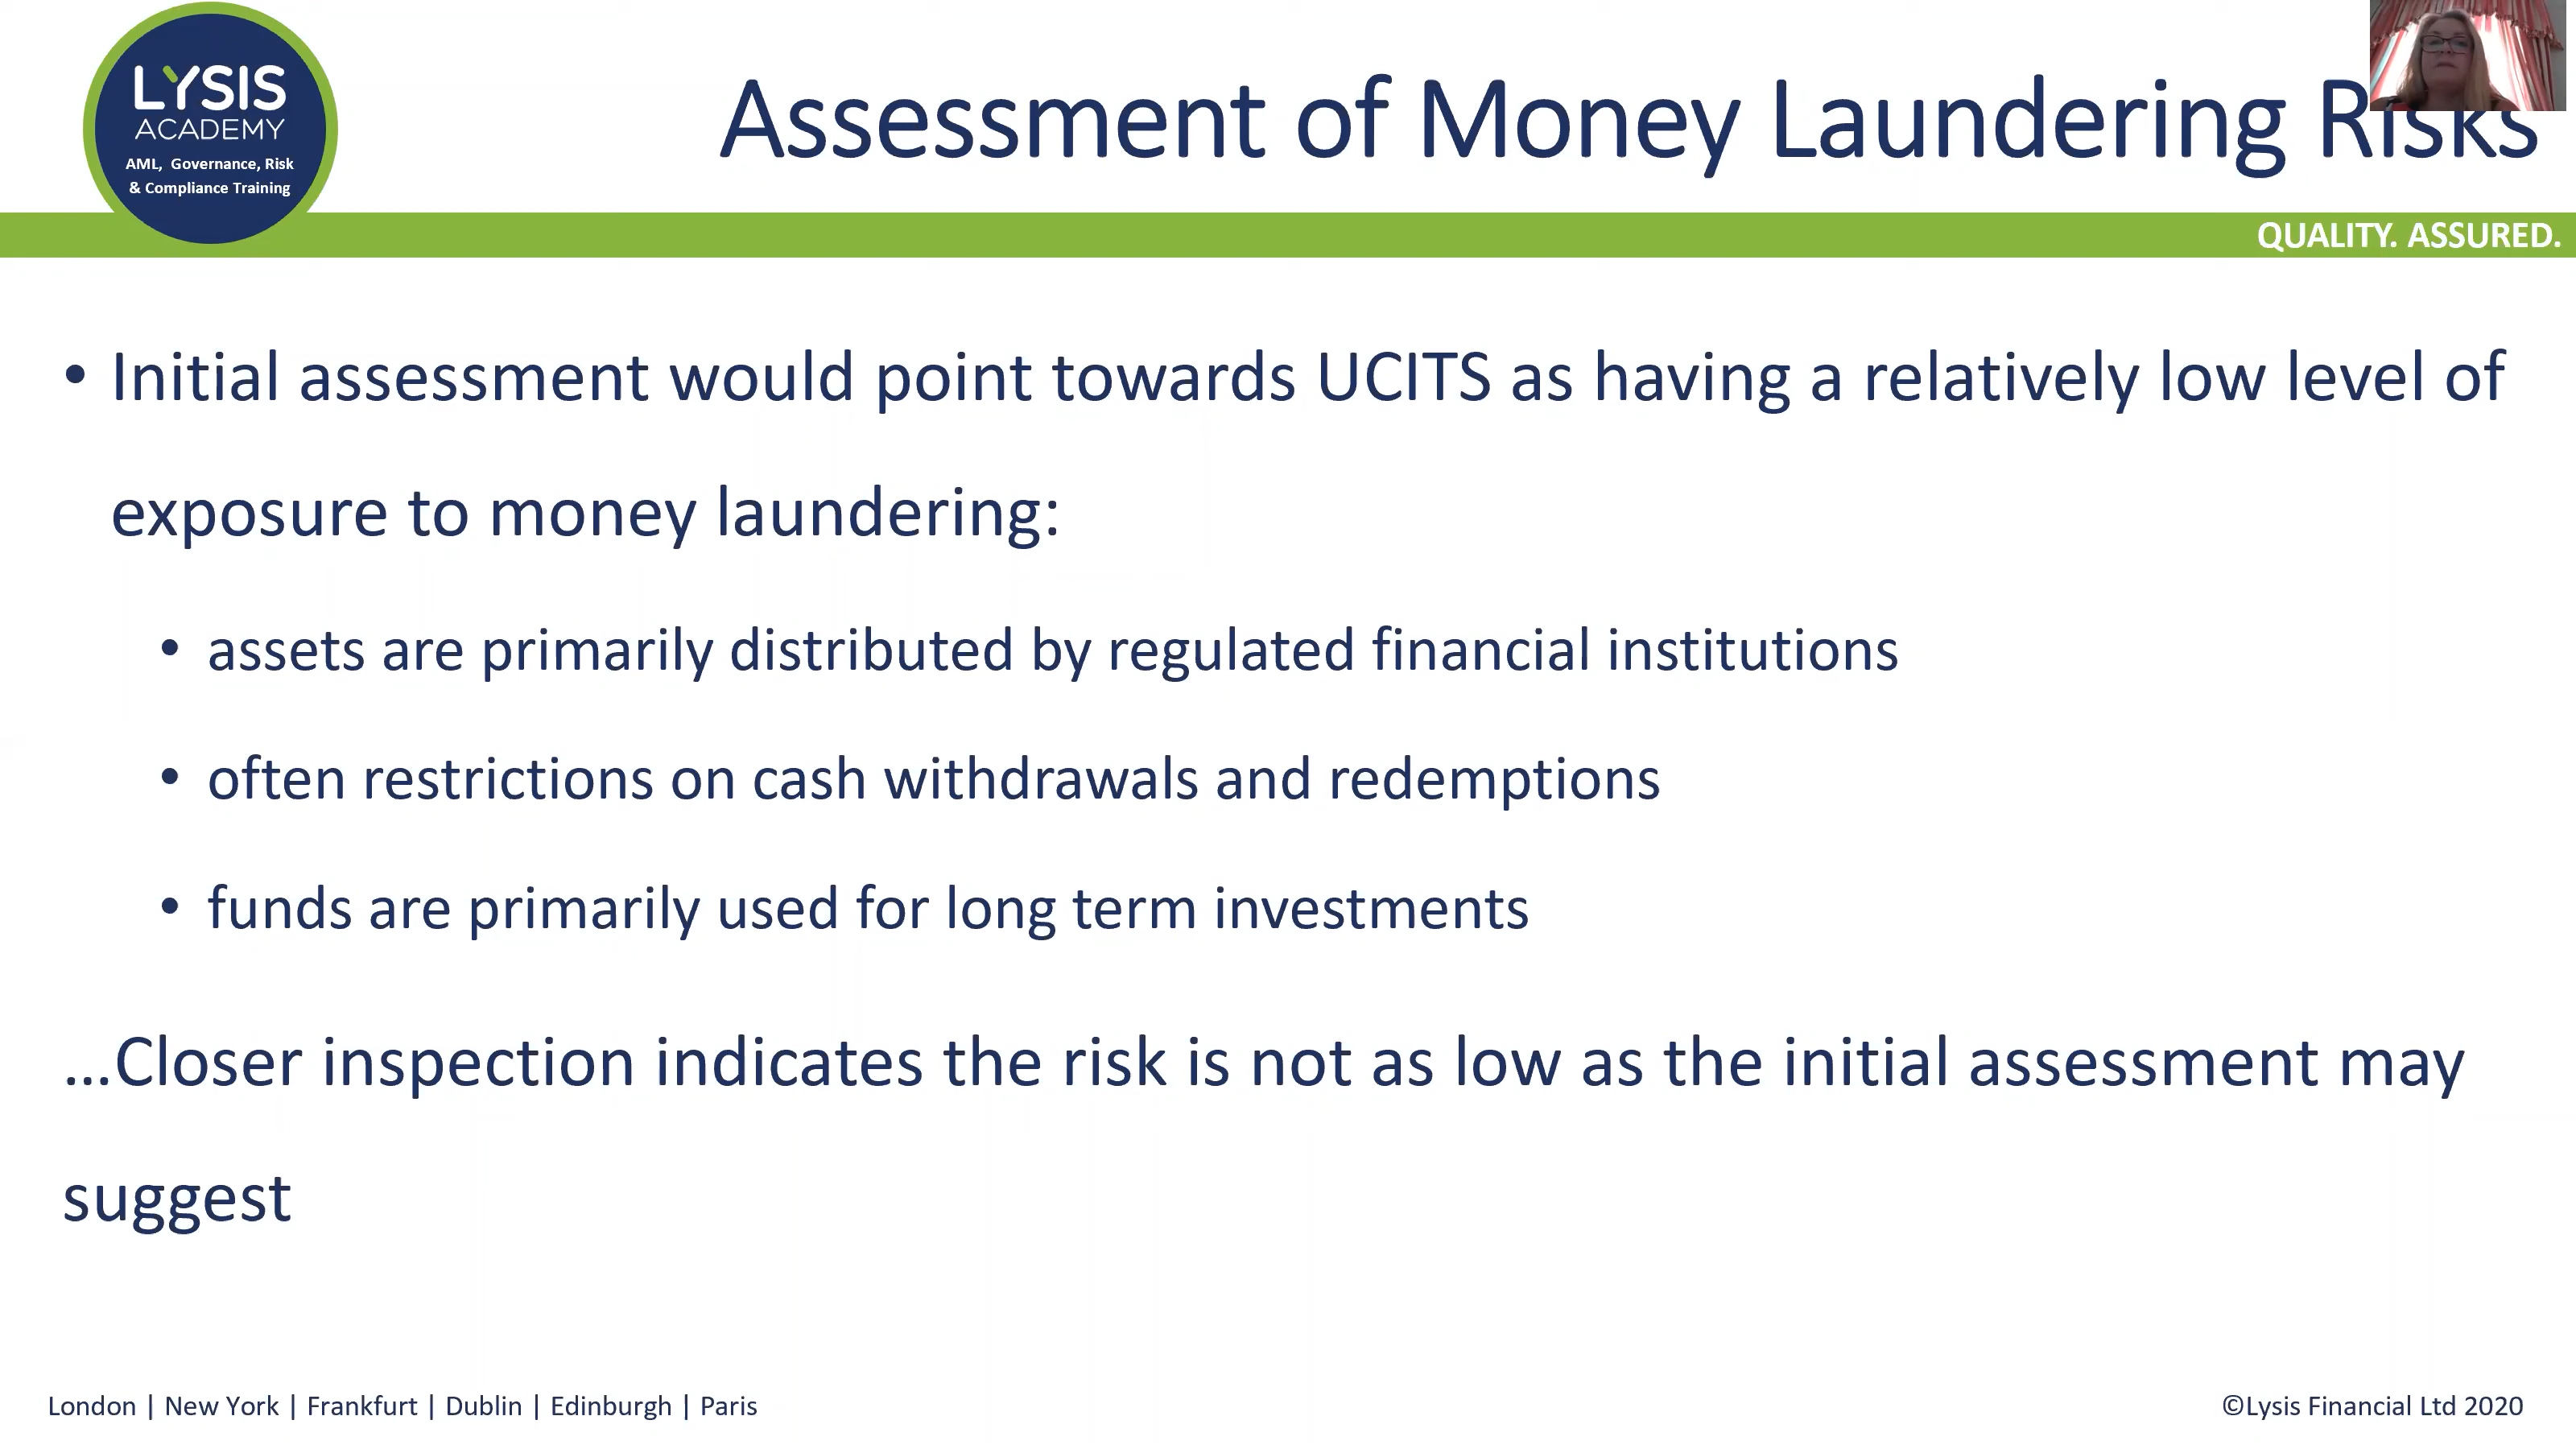 LYSIS
ACADEMY
AML, Governance, Risk
& Compliance Training
Assessment of Money Laundering Risks
QUALITY. ASSURED.
• Initial assessment would point towards UCITS as having a relatively low level of
exposure to money laundering:
• assets are primarily distributed by regulated financial institutions
• often restrictions on cash withdrawals and redemptions
• funds are primarily used for long term investments
...Closer inspection indicates the risk is not as low as the initial assessment may
suggest
London | New York | Frankfurt | Dublin | Edinburgh | Paris
©Lysis Financial Ltd 2020